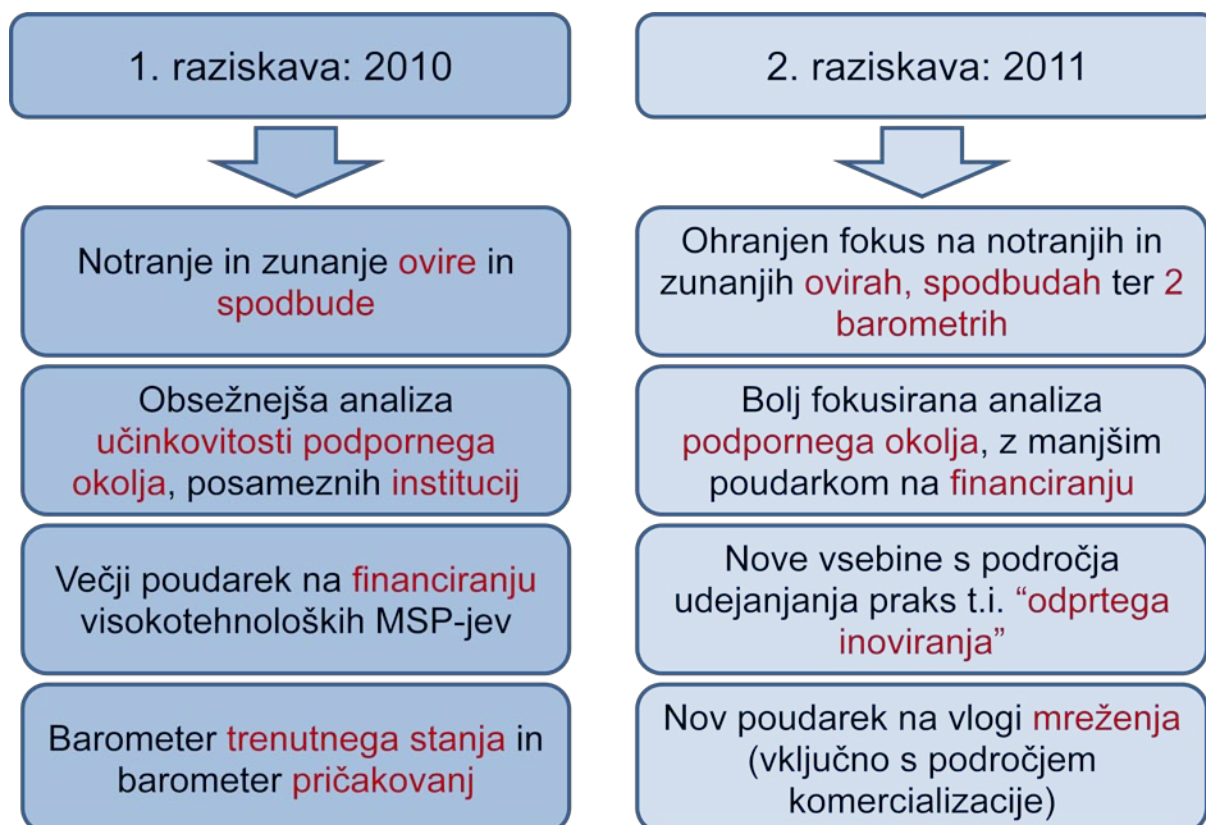 1. raziskava: 2010
Notranje in zunanje ovire in
spodbude
Obsežnejša analiza
učinkovitosti podpornega
okolja, posameznih institucij
Večji poudarek na financiranju
visokotehnoloških MSP-jev
Barometer trenutnega stanja in
barometer pričakovanj
2. raziskava: 2011
Ohranjen fokus na notranjih in
zunanjih ovirah, spodbudah ter 2
barometrih
Bolj fokusirana analiza
podpornega okolja, z manjšim
poudarkom na financiranju
Nove vsebine s področja
udejanjanja praks t.i. “odprtega
inoviranja”
Nov poudarek na vlogi mreženja
(vključno s področjem
komercializacije)